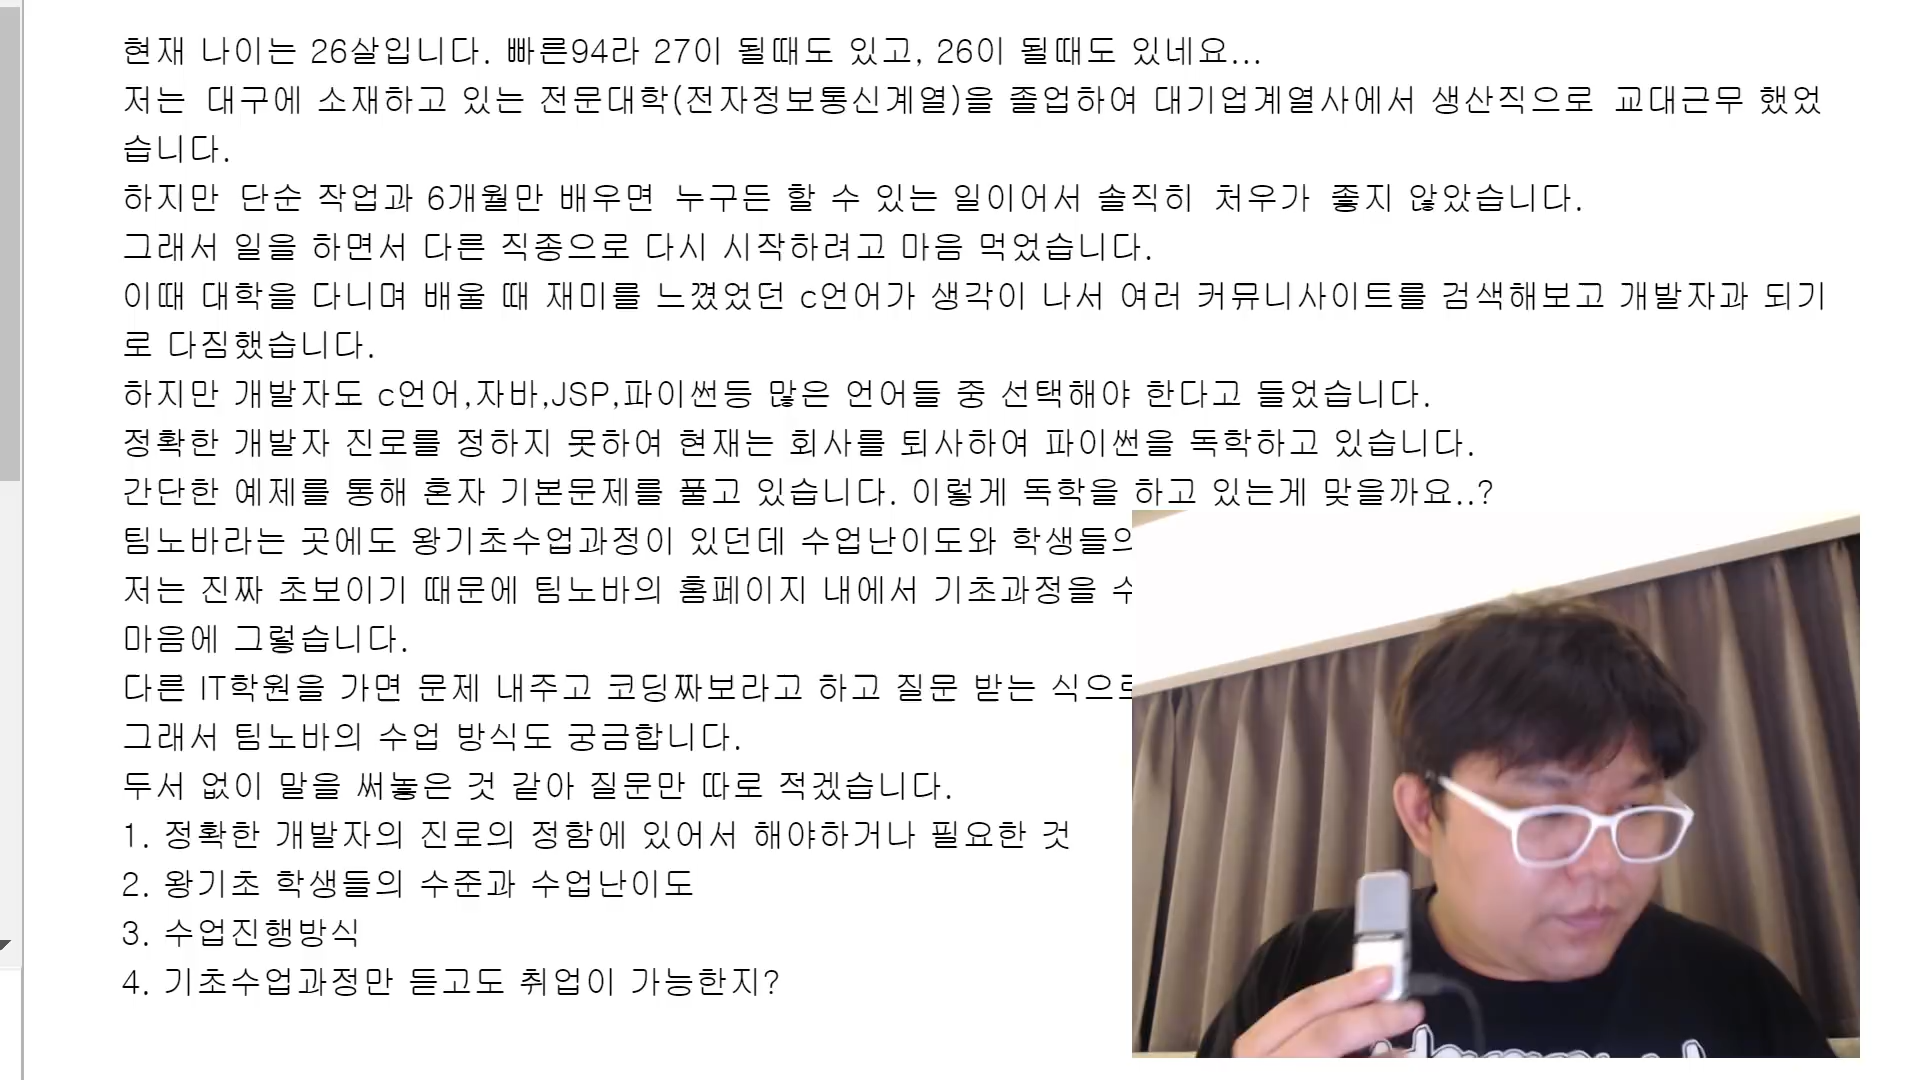 현재 나이는 26살입니다. 빠른94라 27이 될때도 있고, 26이 될때도 있네요...
저는 대구에 소재하고 있는 전문대학(전자정보통신계열)을 졸업하여 대기업계열사에서 생산직으로 교대근무 했었
습니다.
하지만 단순 작업과 6개월만 배우면 누구든 할 수 있는 일이어서 솔직히 처우가 좋지 않았습니다.
그래서 일을 하면서 다른 직종으로 다시 시작하려고 마음 먹었습니다.
이때 대학을 다니며 배울 때 재미를 느꼈었던 c언어가 생각이 나서 여러 커뮤니사이트를 검색해보고 개발자과 되기
로 다짐했습니다.
하지만 개발자도 c언어,자바,JSP,파이썬등 많은 언어들 중 선택해야 한다고 들었습니다.
정확한 개발자 진로를 정하지 못하여 현재는 회사를 퇴사하여 파이썬을 독학하고 있습니다.
간단한 예제를 통해 혼자 기본문제를 풀고 있습니다. 이렇게 독학을 하고 있는게 맞을까요..?
팀노바라는 곳에도 왕기초수업과정이 있던데 수업난이도와 학생들의
저는 진짜 초보이기 때문에 팀노바의 홈페이지 내에서 기초과정을 수
마음에 그렇습니다.
다른 IT학원을 가면 문제 내주고 코딩짜보라고 하고 질문 받는 식으로
그래서 팀노바의 수업 방식도 궁금합니다.
두서 없이 말을 써놓은 것 같아 질문만 따로 적겠습니다.
1. 정확한 개발자의 진로의 정함에 있어서 해야하거나 필요한 것
2. 왕기초 학생들의 수준과 수업난이도
3. 수업진행방식
4. 기초수업과정만 듣고도 취업이 가능한지?